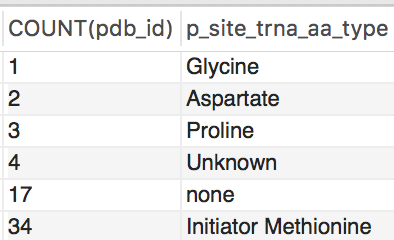 COUNT(pdb_id) p_site_trna_aa_type
1 Glycine
2 Aspartate
3 Proline
4 Unknown
17 none
34 Initiator Methionine